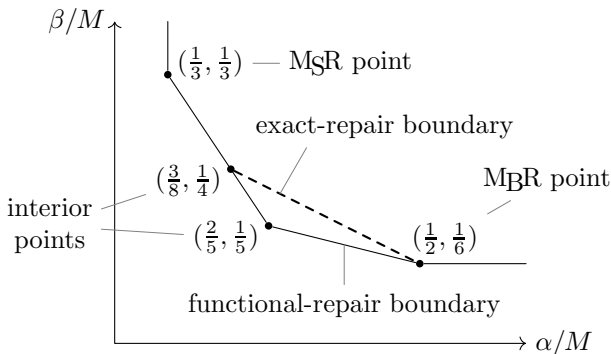 β/M
(1/3, 1/3) MSR point
exact-repair boundary
(3/8, 1/4)
MBR point
interior
points
(2/5, 1/5)
(1/2, 1/6)
functional-repair boundary
α/M